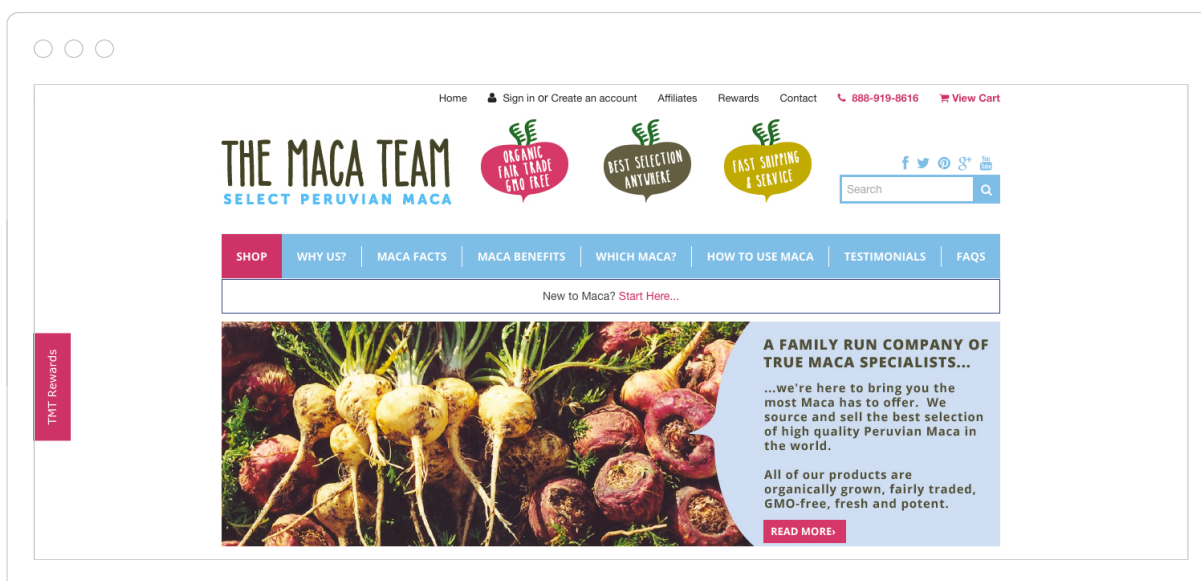 Home Sign in or Create an account Affiliates Rewards Contact 888-919-8616 View Cart
THE MACA TEAM
SELECT PERUVIAN MACA
ORGANIC
FAIR TRADE
GMO FREE
BEST SELECTION
ANYWHERE
FAST SHIPPING
& SERVICE
Search
SHOP WHY US? MACA FACTS MACA BENEFITS WHICH MACA? HOW TO USE MACA TESTIMONIALS FAQS
New to Maca? Start Here...
TMT Rewards
A FAMILY RUN COMPANY OF
TRUE MACA SPECIALISTS...
...we're here to bring you the
most Maca has to offer. We
source and sell the best selection
of high quality Peruvian Maca in
the world.
All of our products are
organically grown, fairly traded,
GMO-free, fresh and potent.
READ MORE›